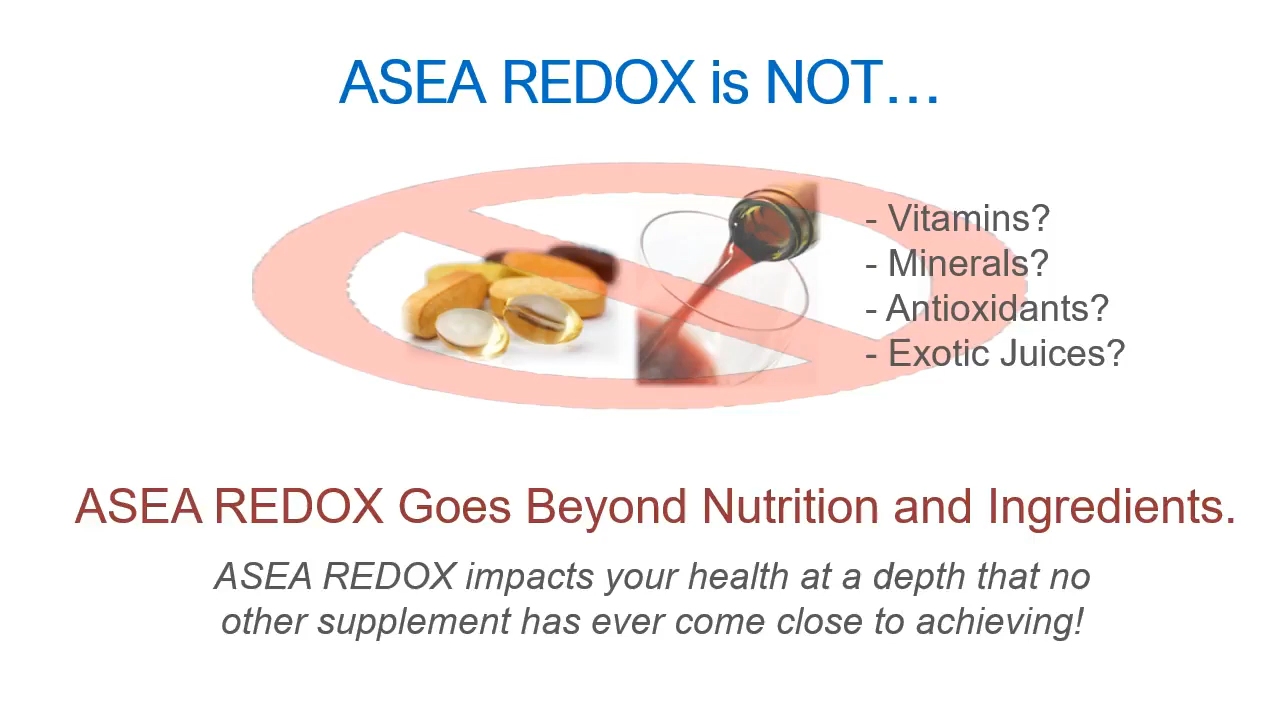 ASEA REDOX is NOT…
- Vitamins?
- Minerals?
- Antioxidants?
- Exotic Juices?
ASEA REDOX Goes Beyond Nutrition and Ingredients.
ASEA REDOX impacts your health at a depth that no
other supplement has ever come close to achieving!